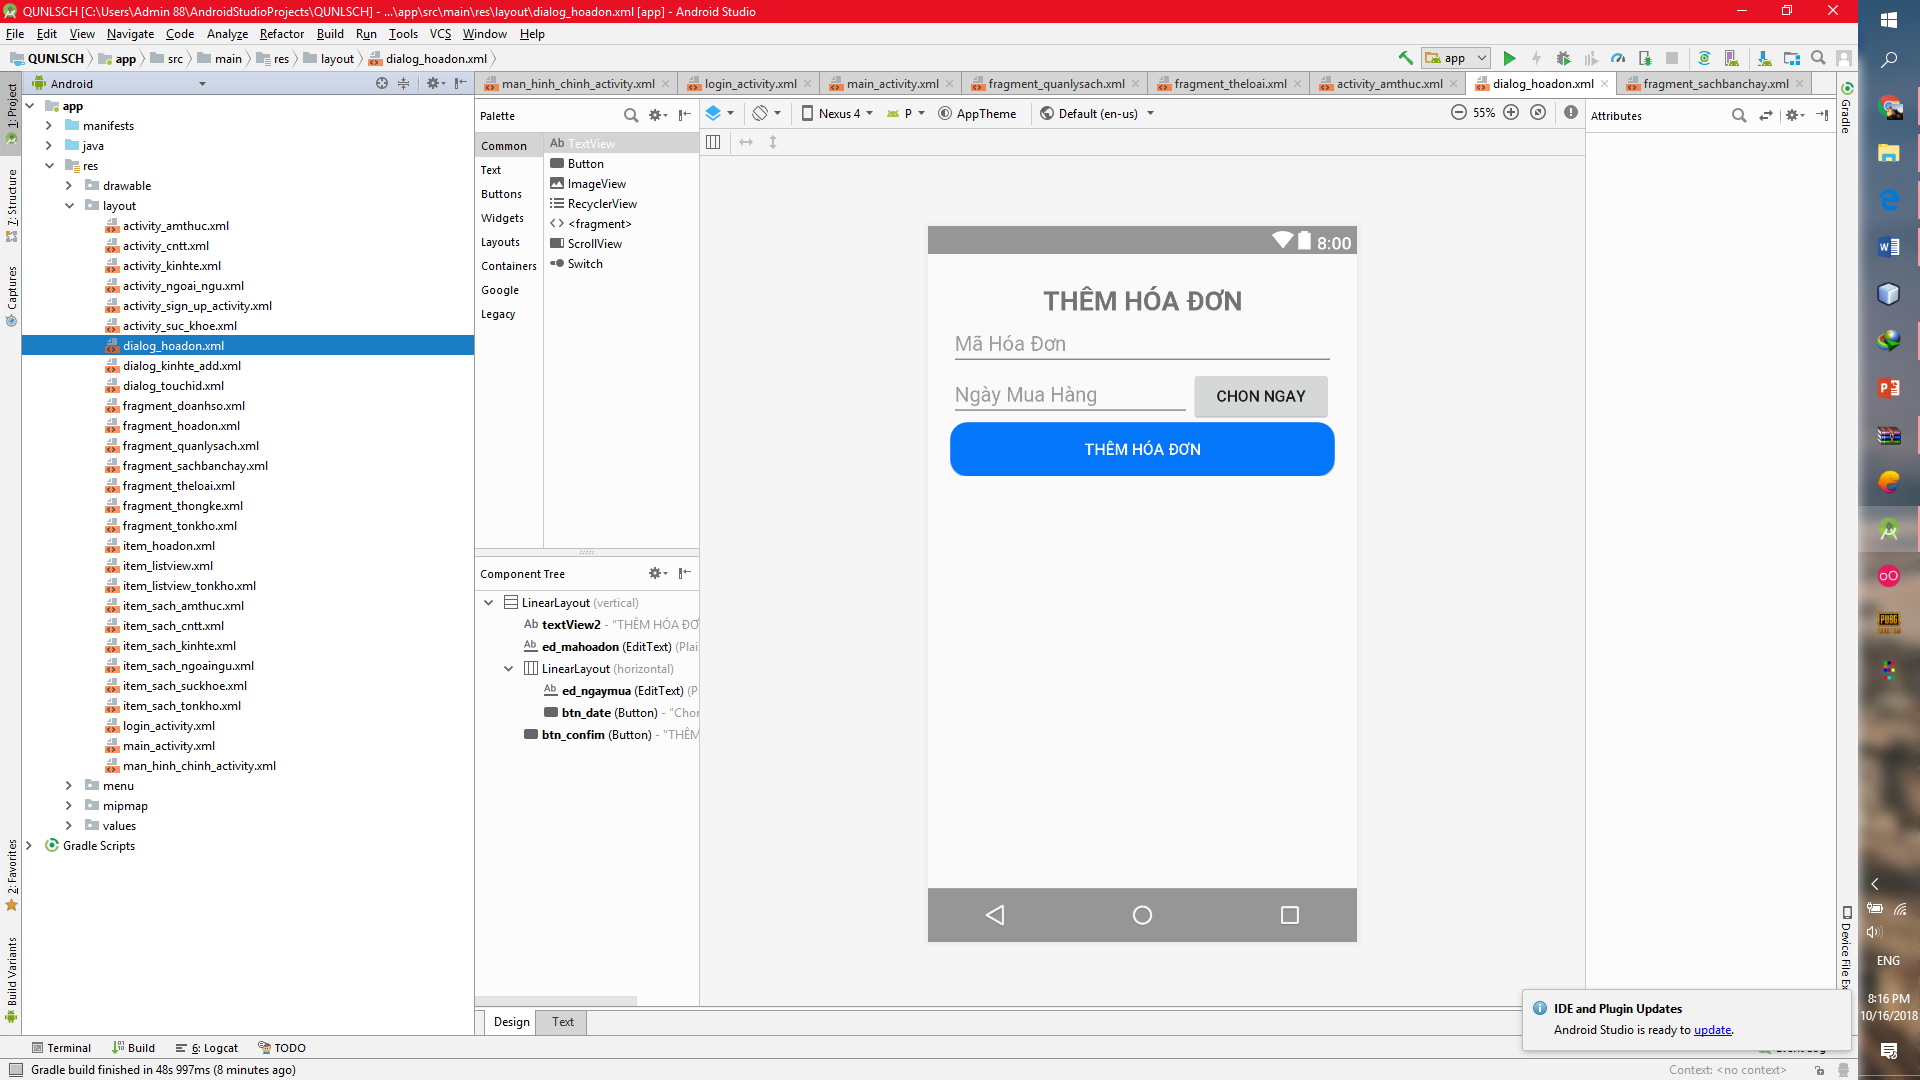 QUNLSCH [C:\Users\Admin 88\AndroidStudioProjects\QUNLSCH] - ...\app\src\main\res\layout\dialog_hoadon.xml [app] - Android Studio
File Edit View Navigate Code Analyze Refactor Build Run Tools VCS Window Help
QUNLSCH app src main res layout dialog_hoadon.xml
app
Android
man_hinh_chinh_activity.xml login_activity.xml main_activity.xml fragment_quanlysach.xml fragment_theloai.xml activity_amthuc.xml dialog_hoadon.xml fragment_sachbanchay.xml
1: Project
7: Structure
Captures
2: Favorites
Build Variants
app
manifests
java
res
drawable
layout
activity_amthuc.xml
activity_cntt.xml
activity_kinhte.xml
activity_ngoai_ngu.xml
activity_sign_up_activity.xml
activity_suc_khoe.xml
dialog_hoadon.xml
dialog_kinhte_add.xml
dialog_touchid.xml
fragment_doanhso.xml
fragment_hoadon.xml
fragment_quanlysach.xml
fragment_sachbanchay.xml
fragment_theloai.xml
fragment_thongke.xml
fragment_tonkho.xml
item_hoadon.xml
item_listview.xml
item_listview_tonkho.xml
item_sach_amthuc.xml
item_sach_cntt.xml
item_sach_kinhte.xml
item_sach_ngoaingu.xml
item_sach_suckhoe.xml
item_sach_tonkho.xml
login_activity.xml
main_activity.xml
man_hinh_chinh_activity.xml
menu
mipmap
values
Gradle Scripts
Palette
Common
Text
Buttons
Widgets
Layouts
Containers
Google
Legacy
Ab TextView
Button
ImageView
RecyclerView
<fragment>
ScrollView
Switch
Component Tree
LinearLayout (vertical)
Ab textView2 - "THÊM HÓA ĐƠ
Ab ed_mahoadon (EditText) (Plai
LinearLayout (horizontal)
Ab ed_ngaymua (EditText) (P
btn_date (Button) - "Chor
btn_confim (Button) - "THÊM
Nexus 4 P AppTheme Default (en-us) 55%
8:00
THÊM HÓA ĐƠN
Mã Hóa Đơn
Ngày Mua Hàng CHON NGAY
THÊM HÓA ĐƠN
Design Text
Attributes
Gradle
Device File Ex
IDE and Plugin Updates
Android Studio is ready to update.
Terminal Build 6: Logcat TODO
Gradle build finished in 48s 997ms (8 minutes ago)
Context: <no context>
PUBG
ENG
8:16 PM
10/16/2018